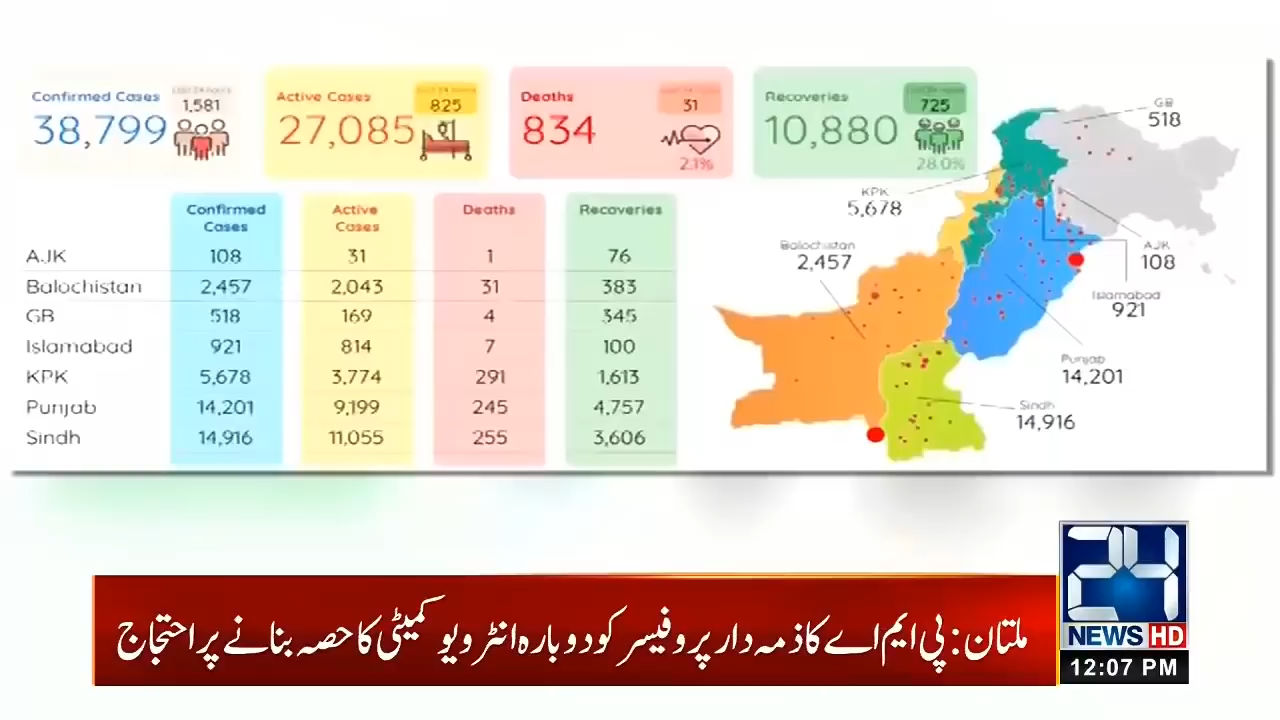 Confirmed Cases
1,581
38,799
Active Cases
825
27,085
Deaths
31
834
2.1%
Recoveries
725
10,880
28.0%
Confirmed Cases Active Cases Deaths Recoveries
AJK 108 31 1 76
Balochistan 2,457 2,043 31 383
GB 518 169 4 345
Islamabad 921 814 7 100
KPK 5,678 3,774 291 1,613
Punjab 14,201 9,199 245 4,757
Sindh 14,916 11,055 255 3,606
GB
518
KPK
5,678
Balochistan
2,457
AJK
108
Islamabad
921
Punjab
14,201
Sindh
14,916
ملتان : پی ایم اے کا ذمہ دار پروفیسر کو دوبارہ انٹرویو کمیٹی کا حصہ بنانے پر احتجاج
24
NEWS HD
12:07 PM